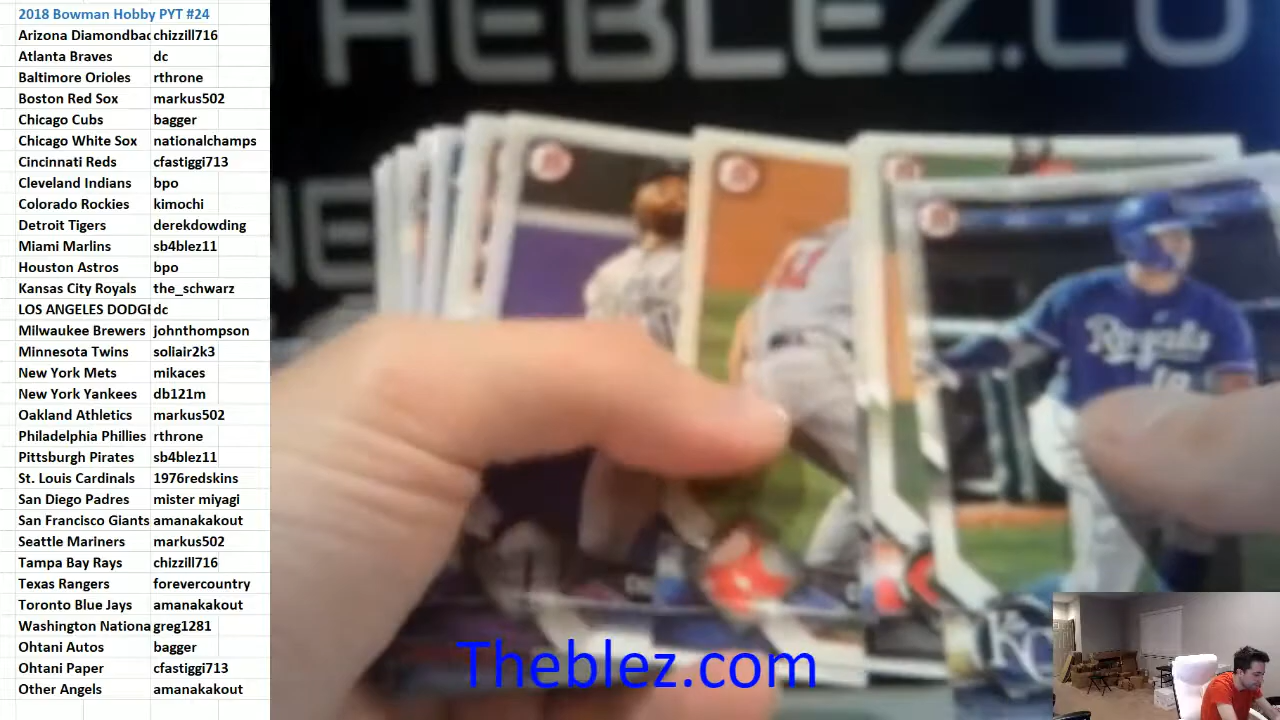 2018 Bowman Hobby PYT #24
Arizona Diamondbac chizzill716
Atlanta Braves dc
Baltimore Orioles rthrone
Boston Red Sox markus502
Chicago Cubs bagger
Chicago White Sox nationalchamps
Cincinnati Reds cfastiggi713
Cleveland Indians bpo
Colorado Rockies kimochi
Detroit Tigers derekdowding
Miami Marlins sb4blez11
Houston Astros bpo
Kansas City Royals the_schwarz
LOS ANGELES DODGE dc
Milwaukee Brewers johnthompson
Minnesota Twins soliair2k3
New York Mets mikaces
New York Yankees db121m
Oakland Athletics markus502
Philadelphia Phillies rthrone
Pittsburgh Pirates sb4blez11
St. Louis Cardinals 1976redskins
San Diego Padres mister miyagi
San Francisco Giants amanakakout
Seattle Mariners markus502
Tampa Bay Rays chizzill716
Texas Rangers forevercountry
Toronto Blue Jays amanakakout
Washington Nationa greg1281
Ohtani Autos bagger
Ohtani Paper cfastiggi713
Other Angels amanakakout
THEBLEZ.CO
Royals
KC
Theblez.com